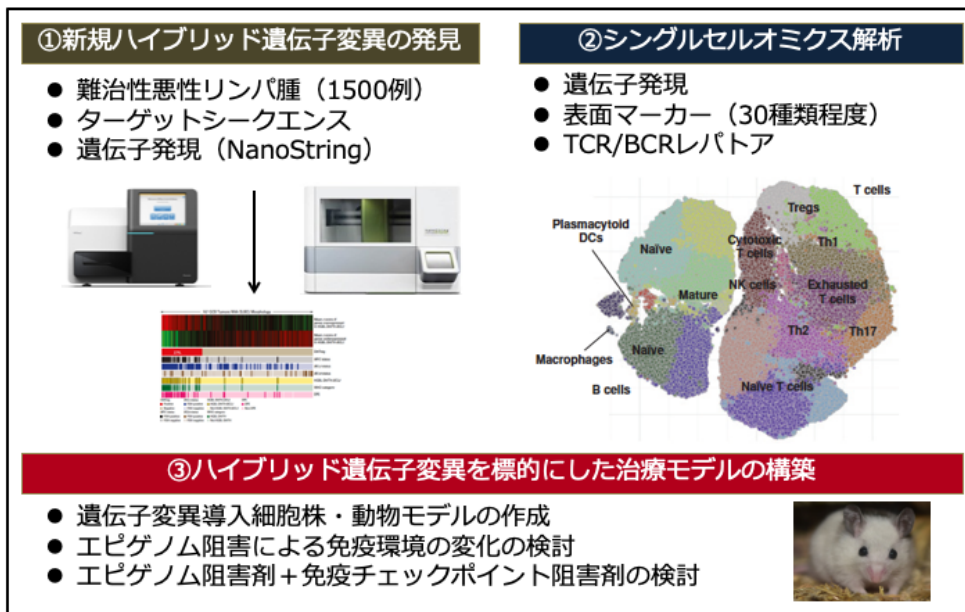 ①新規ハイブリッド遺伝子変異の発見
● 難治性悪性リンパ腫（1500例）
● ターゲットシークエンス
● 遺伝子発現（NanoString）
②シングルセルオミクス解析
● 遺伝子発現
● 表面マーカー（30種類程度）
● TCR/BCRレパトア
T cells
Tregs
Plasmacytoid
DCs
Naïve
Cytotoxic
T cells
Th1
NK cells
Exhausted
T cells
Mature
Th2
Th17
Macrophages
Naïve
B cells
Naïve T cells
③ハイブリッド遺伝子変異を標的にした治療モデルの構築
● 遺伝子変異導入細胞株・動物モデルの作成
● エピゲノム阻害による免疫環境の変化の検討
● エピゲノム阻害剤＋免疫チェックポイント阻害剤の検討